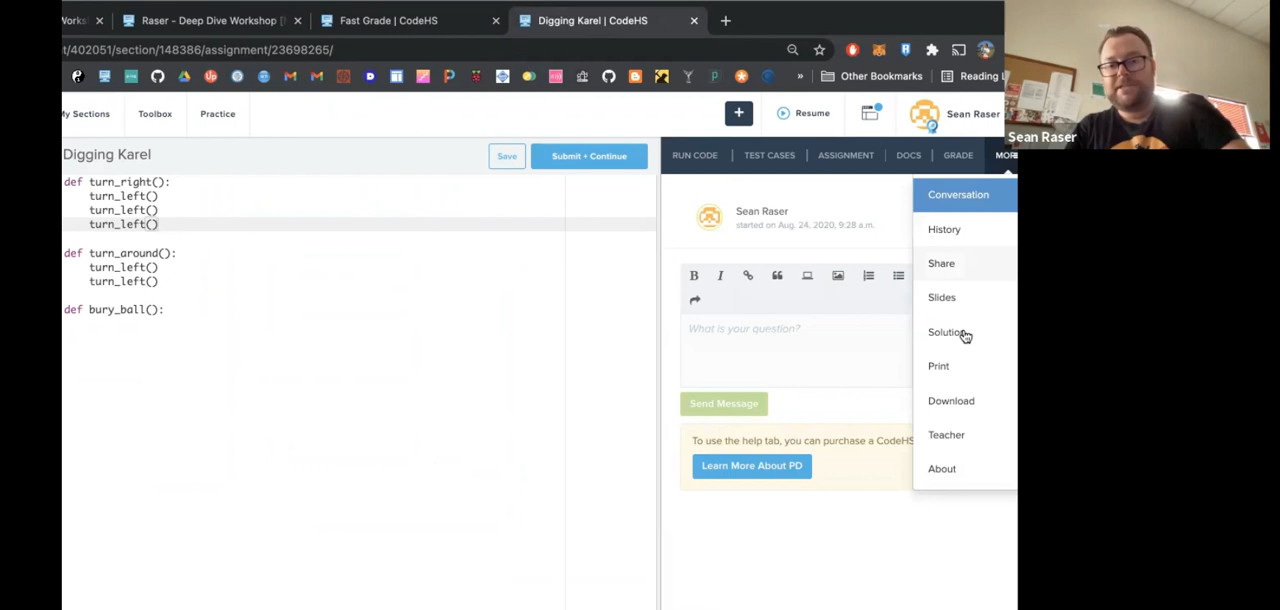 Works
Raser - Deep Dive Workshop [
Fast Grade | CodeHS
Digging Karel | CodeHS
t/402051/section/148386/assignment/23698265/
Other Bookmarks
Reading L
My Sections
Toolbox
Practice
Resume
Sean Raser
Sean Raser
Digging Karel
Save
Submit + Continue
RUN CODE
TEST CASES
ASSIGNMENT
DOCS
GRADE
MORE
def turn_right():
turn_left()
turn_left()
turn_left()
def turn_around():
turn_left()
turn_left()
def bury_ball():
Sean Raser
started on Aug. 24, 2020, 9:28 a.m.
B I
What is your question?
Send Message
To use the help tab, you can purchase a CodeHS
Learn More About PD
Conversation
History
Share
Slides
Solution
Print
Download
Teacher
About